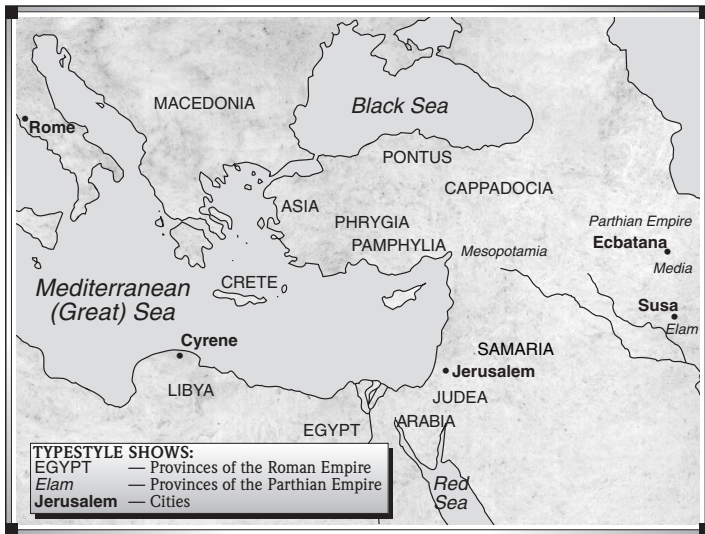 MACEDONIA
Black Sea
Rome
PONTUS
CAPPADOCIA
ASIA
PHRYGIA
Parthian Empire
PAMPHYLIA
Mesopotamia
Ecbatana
Media
Mediterranean
(Great) Sea
CRETE
Susa
Elam
Cyrene
SAMARIA
Jerusalem
LIBYA
JUDEA
ARABIA
EGYPT
TYPESTYLE SHOWS:
EGYPT — Provinces of the Roman Empire
Elam — Provinces of the Parthian Empire
Jerusalem — Cities
Red
Sea